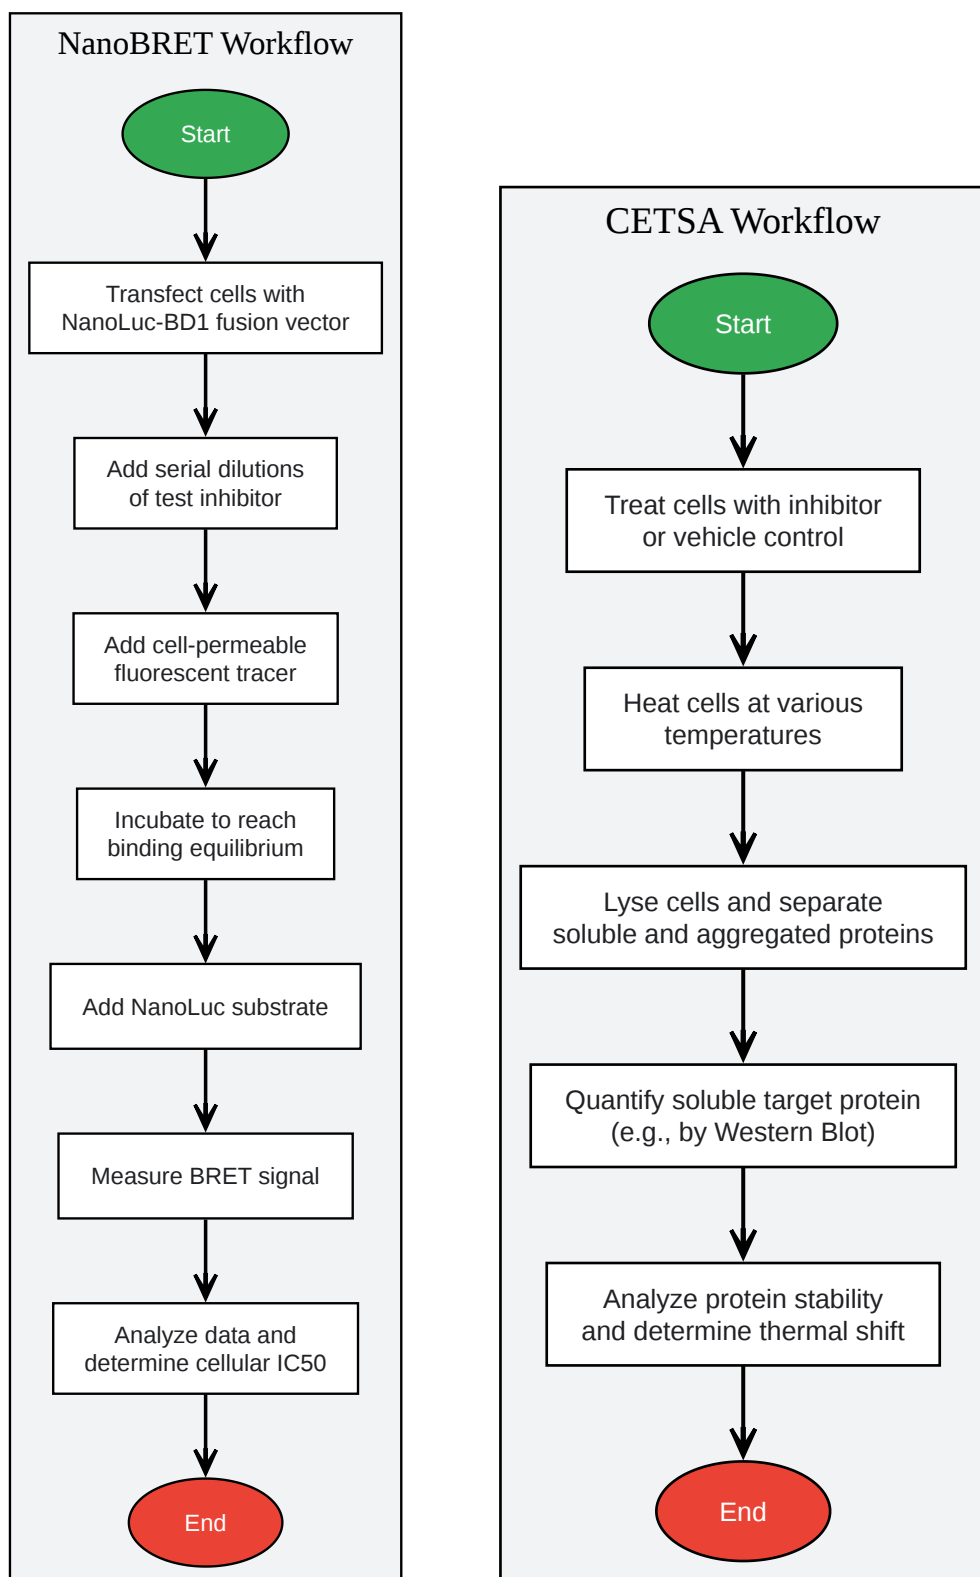 NanoBRET Workflow
Start
Transfect cells with
NanoLuc-BD1 fusion vector
Add serial dilutions
of test inhibitor
Add cell-permeable
fluorescent tracer
Incubate to reach
binding equilibrium
Add NanoLuc substrate
Measure BRET signal
Analyze data and
determine cellular IC50
End
CETSA Workflow
Start
Treat cells with inhibitor
or vehicle control
Heat cells at various
temperatures
Lyse cells and separate
soluble and aggregated proteins
Quantify soluble target protein
(e.g., by Western Blot)
Analyze protein stability
and determine thermal shift
End